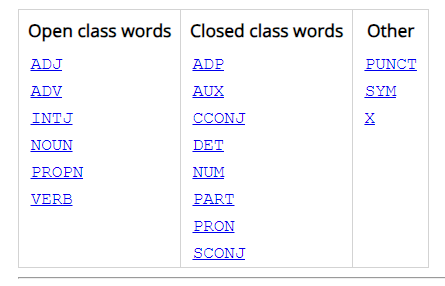 Open class words Closed class words Other
ADJ ADP PUNCT
ADV AUX SYM
INTJ CCONJ X
NOUN DET
PROPN NUM
VERB PART
PRON
SCONJ